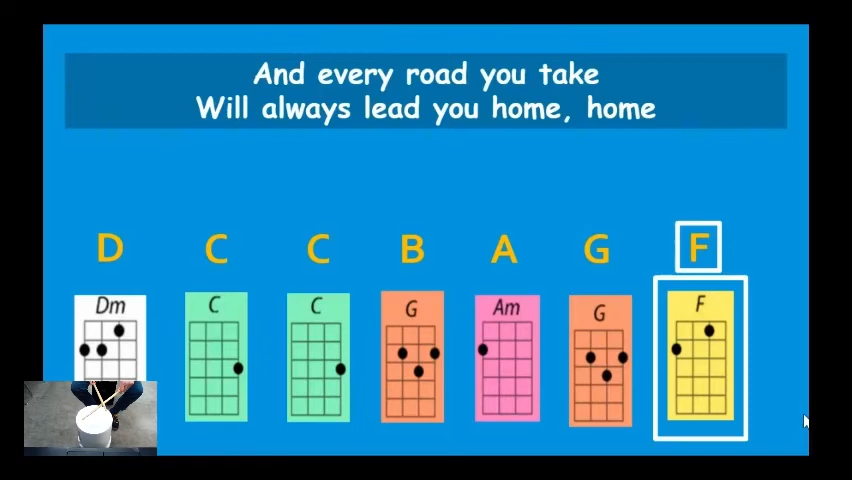 And every road you take
Will always lead you home, home
D C C B A G F
Dm C C G Am G F